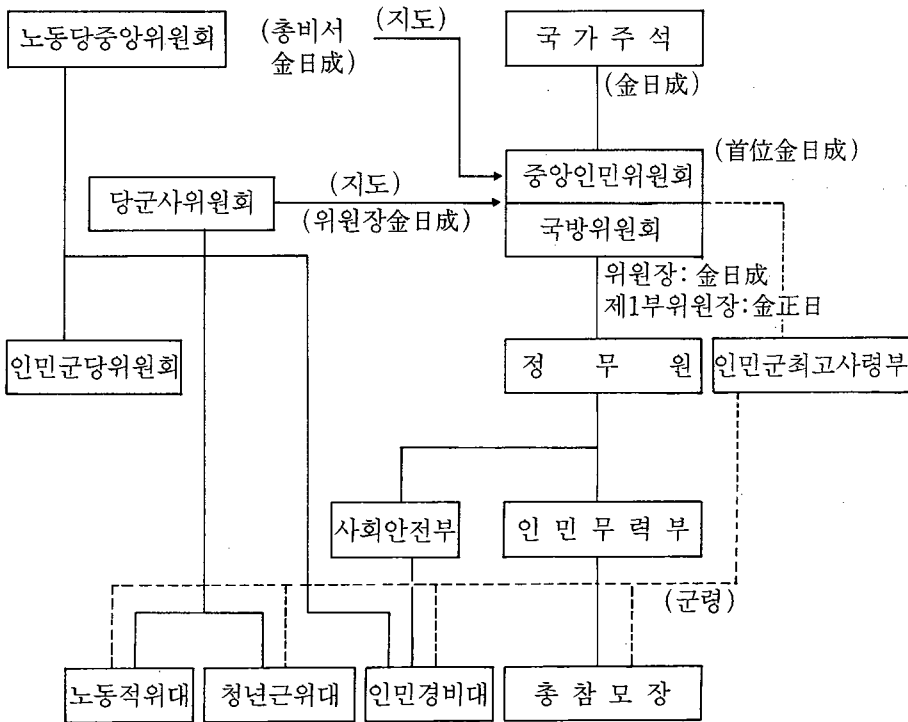 노동당중앙위원회
(총비서
金日成)
(지도)
국 가 주 석
(金日成)
(首位金日成)
중앙인민위원회
당군사위원회
(지도)
(위원장金日成)
국방위원회
위원장: 金日成
제1부위원장:金正日
인민군당위원회
정 무 원
인민군최고사령부
사회안전부
인 민 무 력 부
(군령)
노동적위대
청년근위대
인민경비대
총 참 모 장